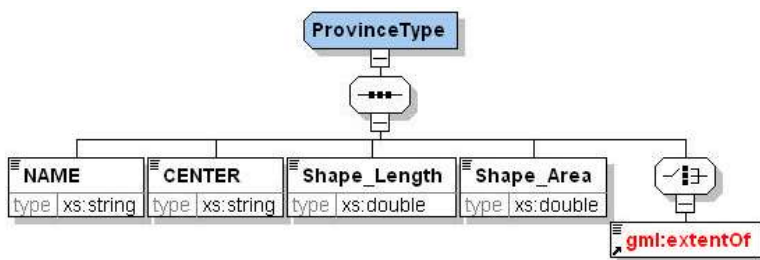 ProvinceType
NAME
type xs:string
CENTER
type xs:string
Shape_Length
type xs:double
Shape_Area
type xs:double
gml:extentOf